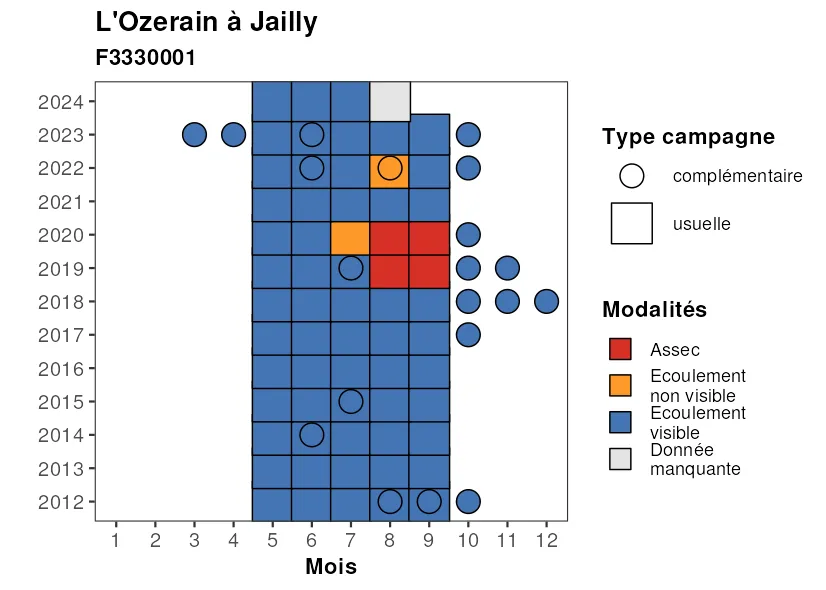 L'Ozerain à Jailly
F3330001
2024
2023
2022
2021
2020
2019
2018
2017
2016
2015
2014
2013
2012
1 2 3 4 5 6 7 8 9 10 11 12
Mois
Type campagne
complémentaire
usuelle
Modalités
Assec
Ecoulement
non visible
Ecoulement
visible
Donnée
manquante